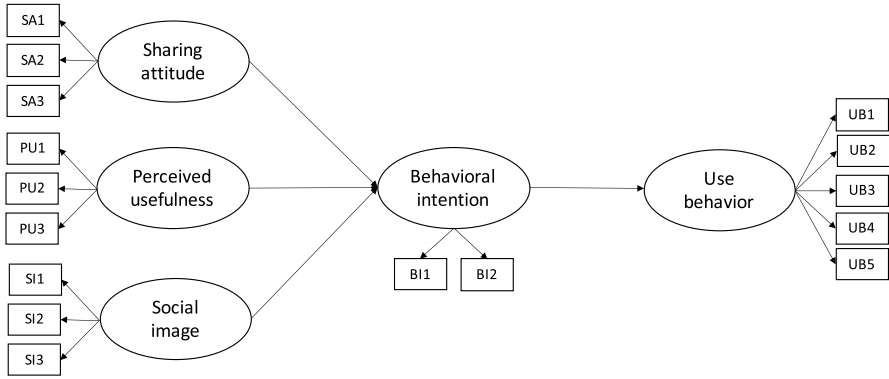 SA1
SA2
SA3
Sharing
attitude
PU1
PU2
PU3
Perceived
usefulness
SI1
SI2
SI3
Social
image
Behavioral
intention
BI1
BI2
Use
behavior
UB1
UB2
UB3
UB4
UB5